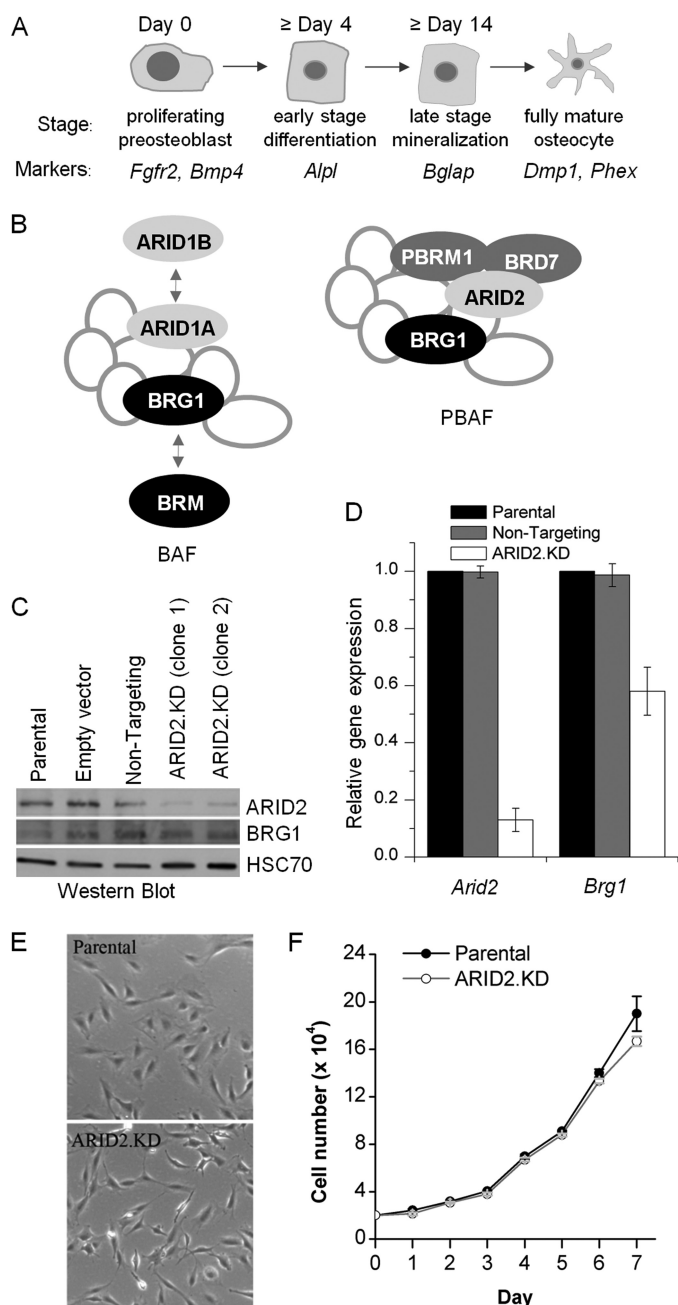 A
Day 0
≥ Day 4
≥ Day 14
Stage:
proliferating preosteoblast
early stage differentiation
late stage mineralization
fully mature osteocyte
Markers:
Fgfr2, Bmp4
Alpl
Bglap
Dmp1, Phex
B
ARID1B
ARID1A
BRG1
BRM
BAF
PBRM1
BRD7
ARID2
BRG1
PBAF
C
Parental
Empty vector
Non-Targeting
ARID2.KD (clone 1)
ARID2.KD (clone 2)
ARID2
BRG1
HSC70
Western Blot
D
Parental
Non-Targeting
ARID2.KD
Relative gene expression
1.0
0.8
0.6
0.4
0.2
0.0
Arid2
Brg1
E
Parental
ARID2.KD
F
Parental
ARID2.KD
Cell number (x 10⁴)
24
20
16
12
8
4
0
0 1 2 3 4 5 6 7
Day